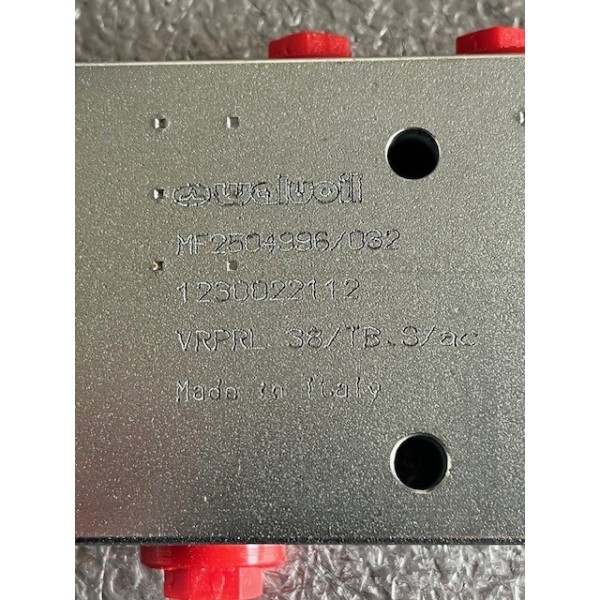 walvoil
MF2504996/032
1230022112
VRPRL 38/TB.S/ac
Made in Italy